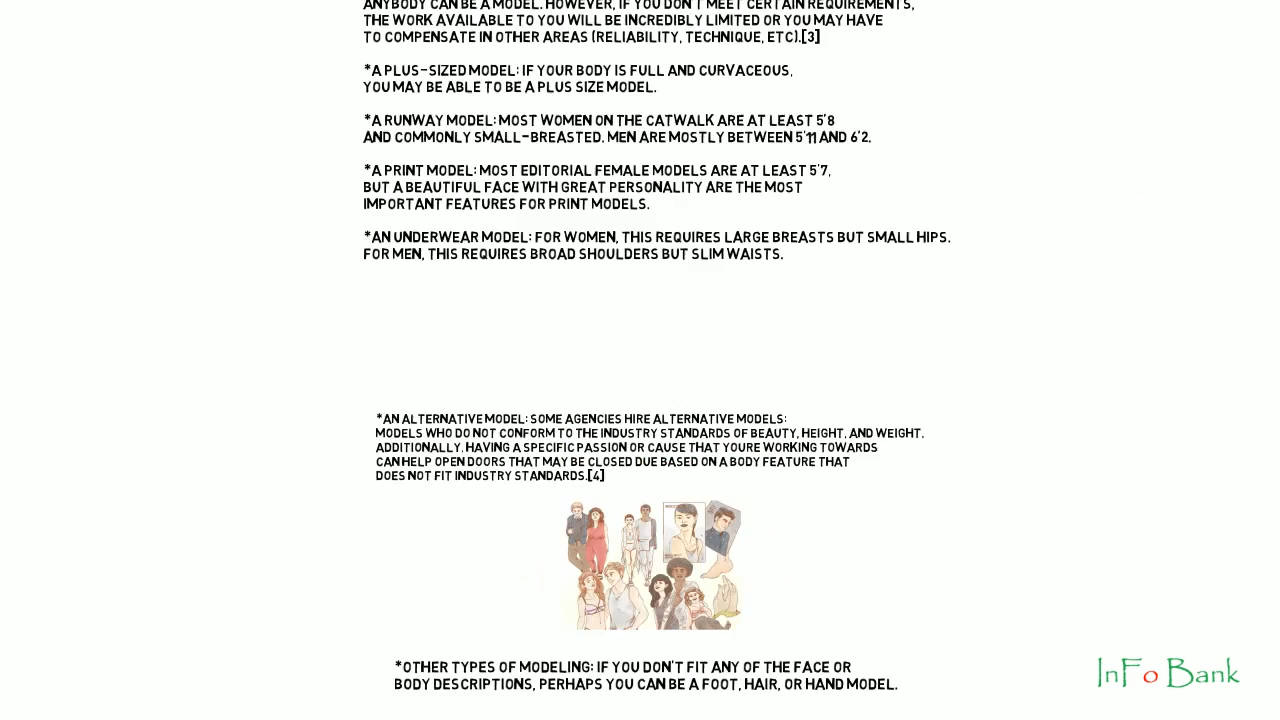 ANYBODY CAN BE A MODEL. HOWEVER, IF YOU DON'T MEET CERTAIN REQUIREMENTS,
THE WORK AVAILABLE TO YOU WILL BE INCREDIBLY LIMITED OR YOU MAY HAVE
TO COMPENSATE IN OTHER AREAS (RELIABILITY, TECHNIQUE, ETC).[3]
*A PLUS-SIZED MODEL: IF YOUR BODY IS FULL AND CURVACEOUS,
YOU MAY BE ABLE TO BE A PLUS SIZE MODEL.
*A RUNWAY MODEL: MOST WOMEN ON THE CATWALK ARE AT LEAST 5'8
AND COMMONLY SMALL-BREASTED. MEN ARE MOSTLY BETWEEN 5'11 AND 6'2.
*A PRINT MODEL: MOST EDITORIAL FEMALE MODELS ARE AT LEAST 5'7,
BUT A BEAUTIFUL FACE WITH GREAT PERSONALITY ARE THE MOST
IMPORTANT FEATURES FOR PRINT MODELS.
*AN UNDERWEAR MODEL: FOR WOMEN, THIS REQUIRES LARGE BREASTS BUT SMALL HIPS.
FOR MEN, THIS REQUIRES BROAD SHOULDERS BUT SLIM WAISTS.
*AN ALTERNATIVE MODEL: SOME AGENCIES HIRE ALTERNATIVE MODELS:
MODELS WHO DO NOT CONFORM TO THE INDUSTRY STANDARDS OF BEAUTY, HEIGHT, AND WEIGHT.
ADDITIONALLY, HAVING A SPECIFIC PASSION OR CAUSE THAT YOURE WORKING TOWARDS
CAN HELP OPEN DOORS THAT MAY BE CLOSED DUE BASED ON A BODY FEATURE THAT
DOES NOT FIT INDUSTRY STANDARDS.[4]
*OTHER TYPES OF MODELING: IF YOU DON'T FIT ANY OF THE FACE OR
BODY DESCRIPTIONS, PERHAPS YOU CAN BE A FOOT, HAIR, OR HAND MODEL.
InFo Bank